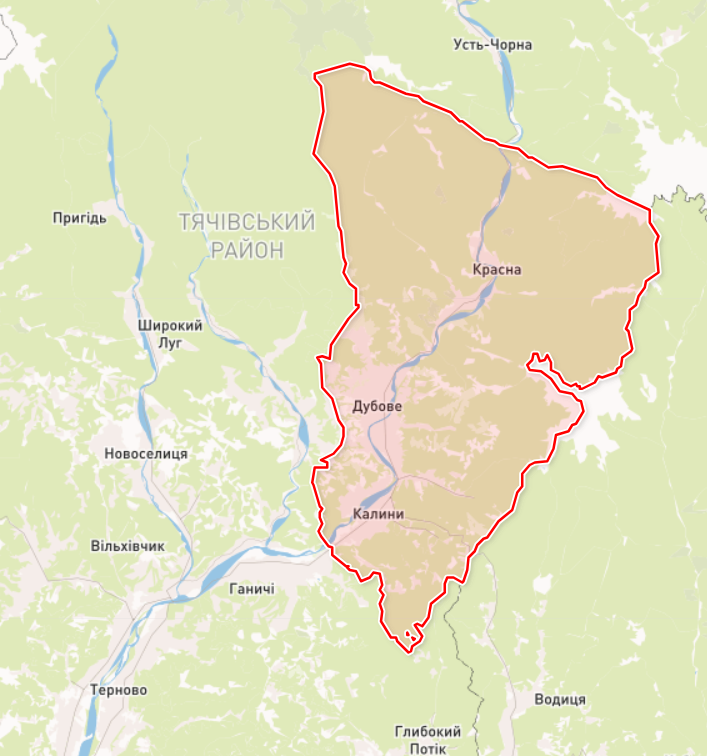 Усть-Чорна
Пригідь
ТЯЧІВСЬКИЙ
РАЙОН
Красна
Широкий
Луг
Дубове
Новоселиця
Калини
Вільхівчик
Ганичі
Терново
Водиця
Глибокий
Потік